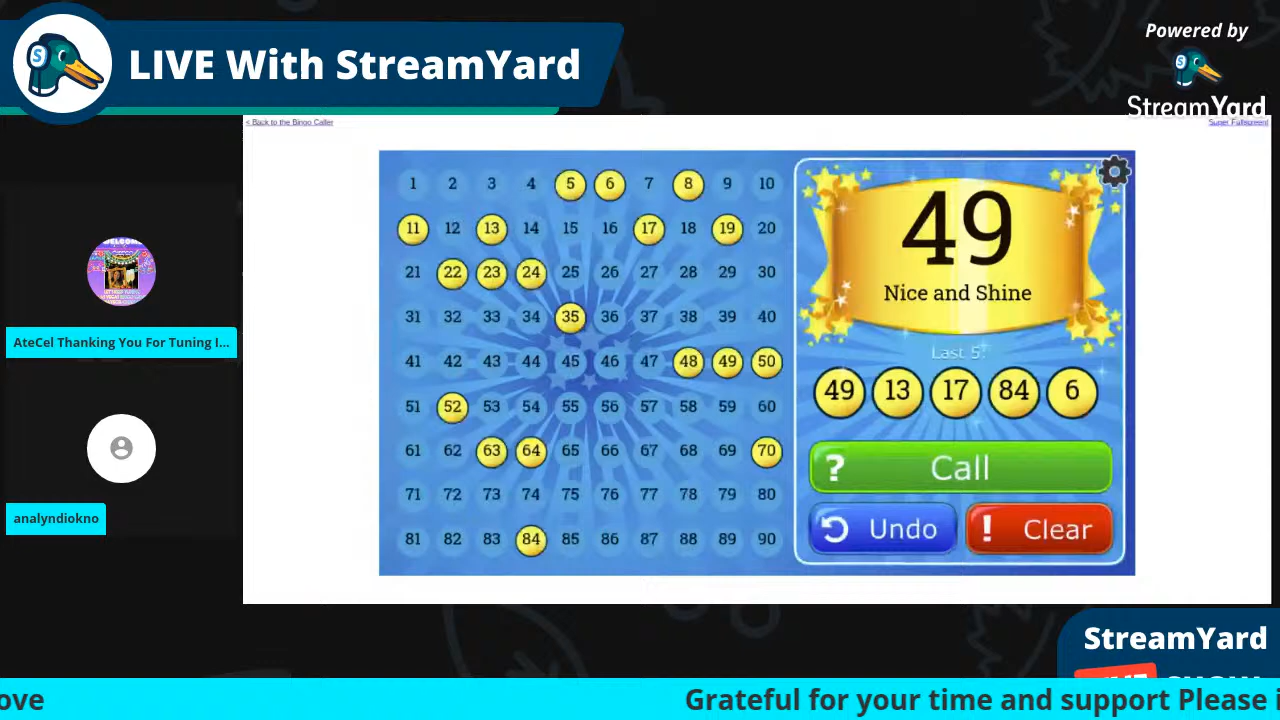 LIVE With StreamYard
Powered by
StreamYard
< Back to the Bingo Caller
Super Fullscreen!
1 2 3 4 5 6 7 8 9 10
11 12 13 14 15 16 17 18 19 20
21 22 23 24 25 26 27 28 29 30
31 32 33 34 35 36 37 38 39 40
41 42 43 44 45 46 47 48 49 50
51 52 53 54 55 56 57 58 59 60
61 62 63 64 65 66 67 68 69 70
71 72 73 74 75 76 77 78 79 80
81 82 83 84 85 86 87 88 89 90
49
Nice and Shine
Last 5:
49 13 17 84 6
? Call
Undo
! Clear
AteCel Thanking You For Tuning I...
analyndiokno
StreamYard
ove
Grateful for your time and support Please i